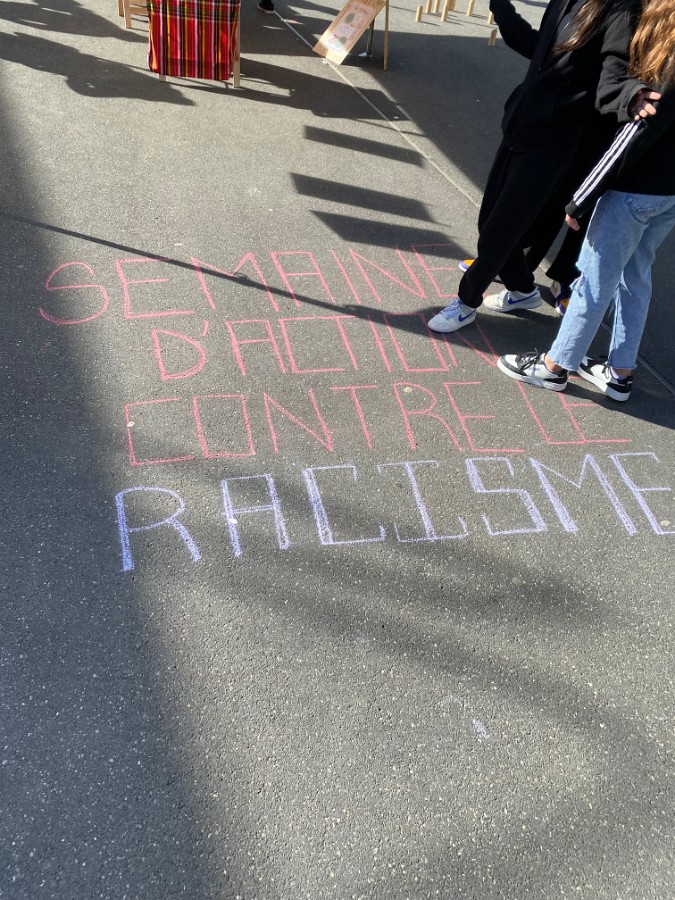 SEMAINE
D'ACTION
CONTRE LE
RACISME